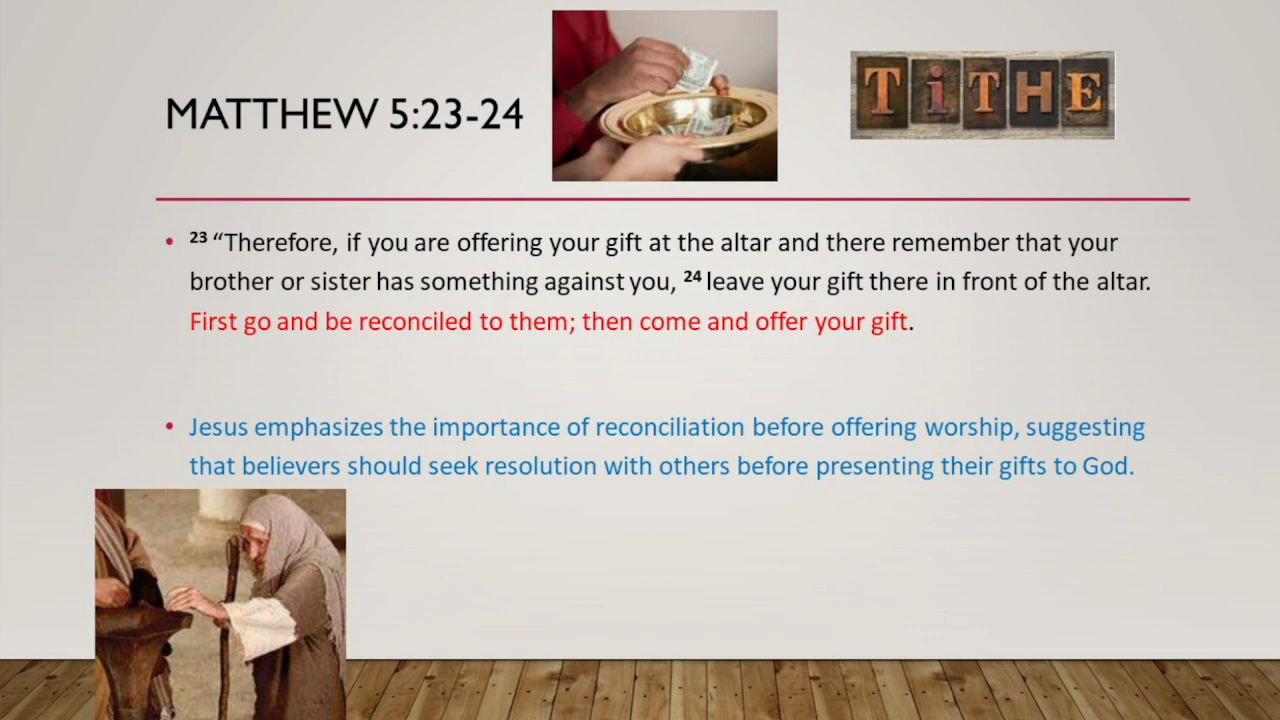 MATTHEW 5:23-24
TiTHE
• ²³ “Therefore, if you are offering your gift at the altar and there remember that your
brother or sister has something against you, ²⁴ leave your gift there in front of the altar.
First go and be reconciled to them; then come and offer your gift.
• Jesus emphasizes the importance of reconciliation before offering worship, suggesting
that believers should seek resolution with others before presenting their gifts to God.